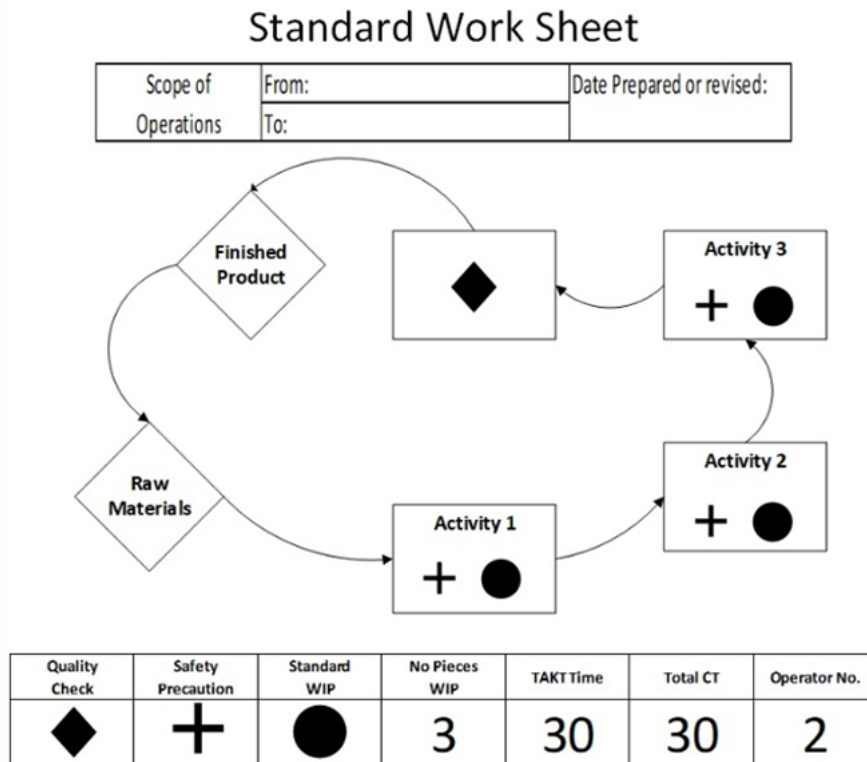 Standard Work Sheet
Scope of
Operations
From:
To:
Date Prepared or revised:
Finished
Product
Activity 3
Raw
Materials
Activity 1
Activity 2
Quality
Check
Safety
Precaution
Standard
WIP
No Pieces
WIP
TAKT Time
Total CT
Operator No.
3
30
30
2